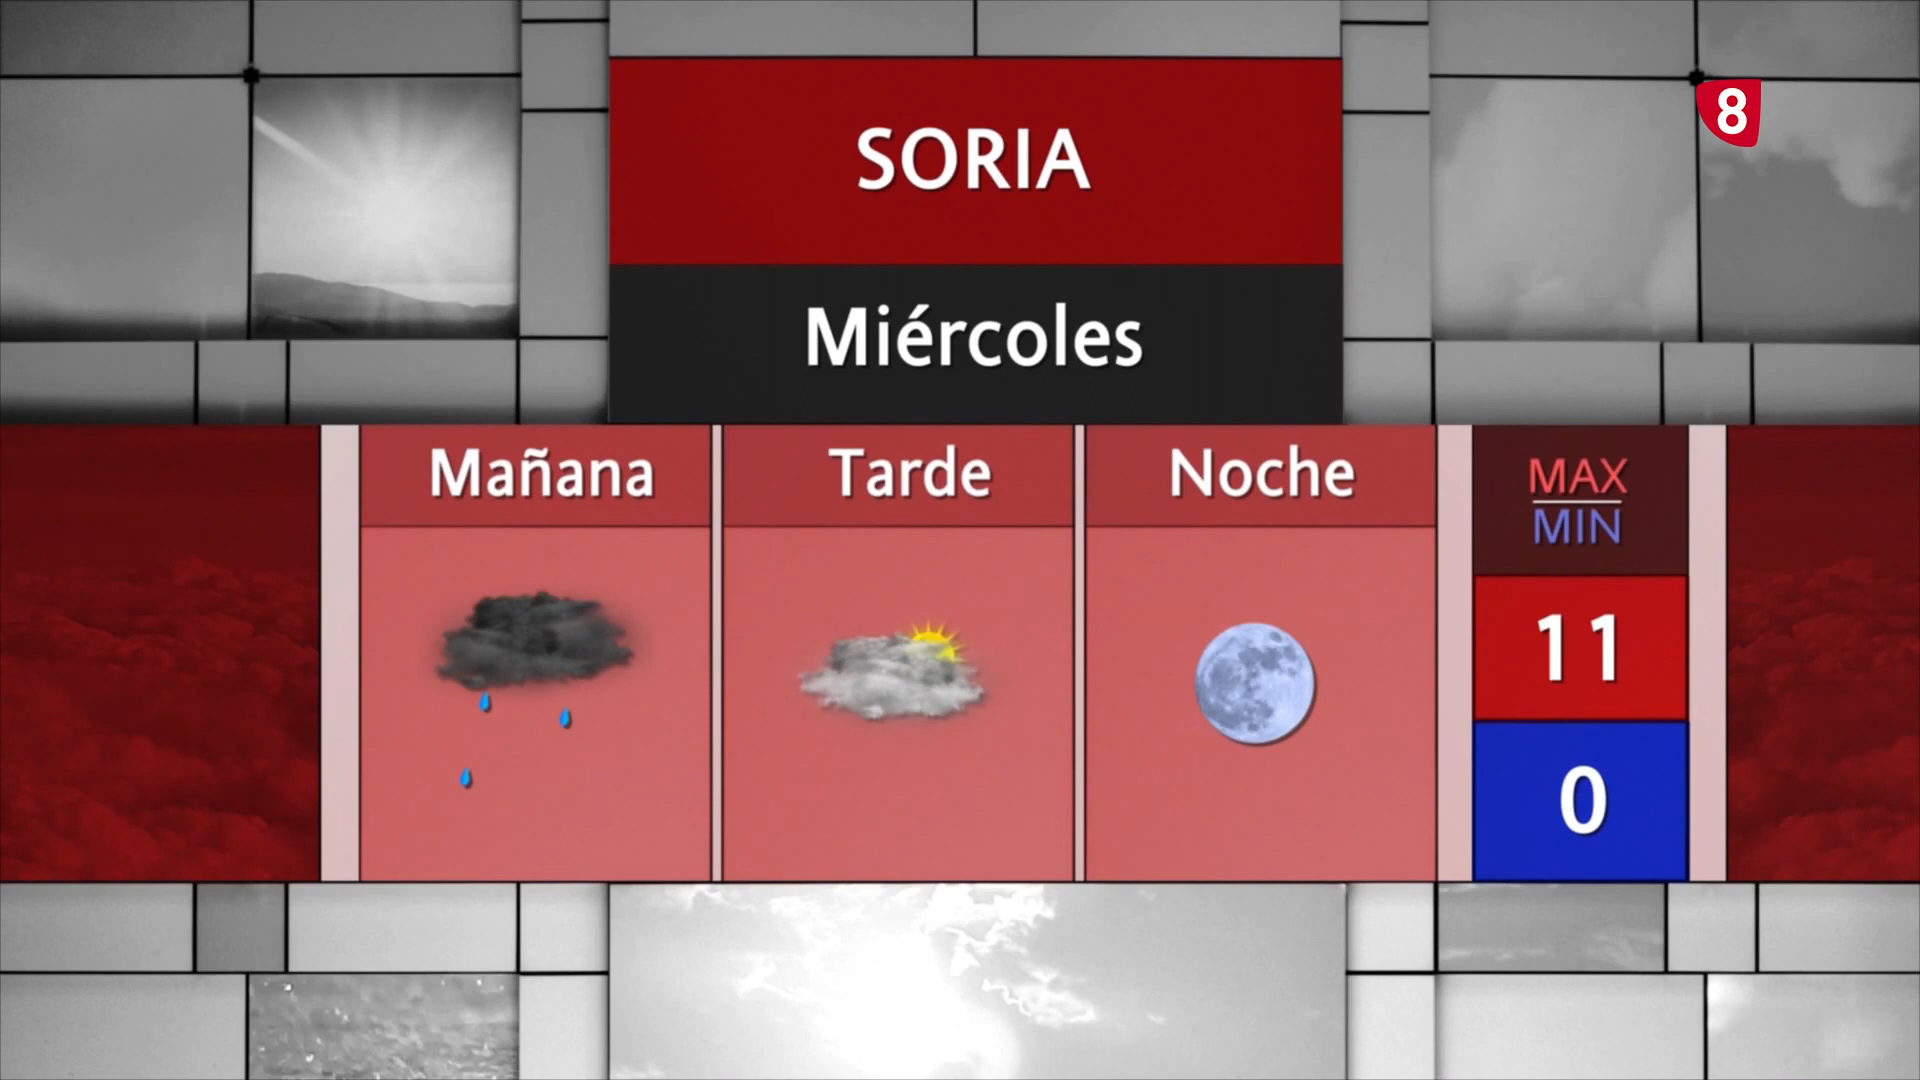 8
SORIA
Miércoles
Mañana
Tarde
Noche
MAX
MIN
11
0